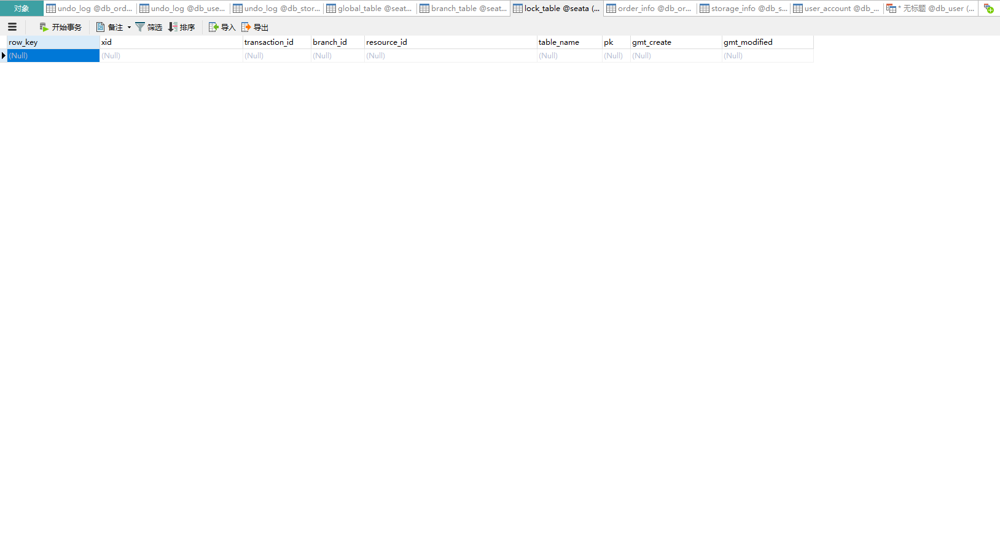 对象 undo_log @db_ord... undo_log @db_use... undo_log @db_stor... global_table @seat... branch_table @seat... lock_table @seata (... order_info @db_or... storage_info @db_s... user_account @db_... * 无标题 @db_user (...
开始事务 备注 筛选 排序 导入 导出
row_key xid transaction_id branch_id resource_id table_name pk gmt_create gmt_modified
(Null) (Null) (Null) (Null) (Null) (Null) (Null) (Null) (Null)